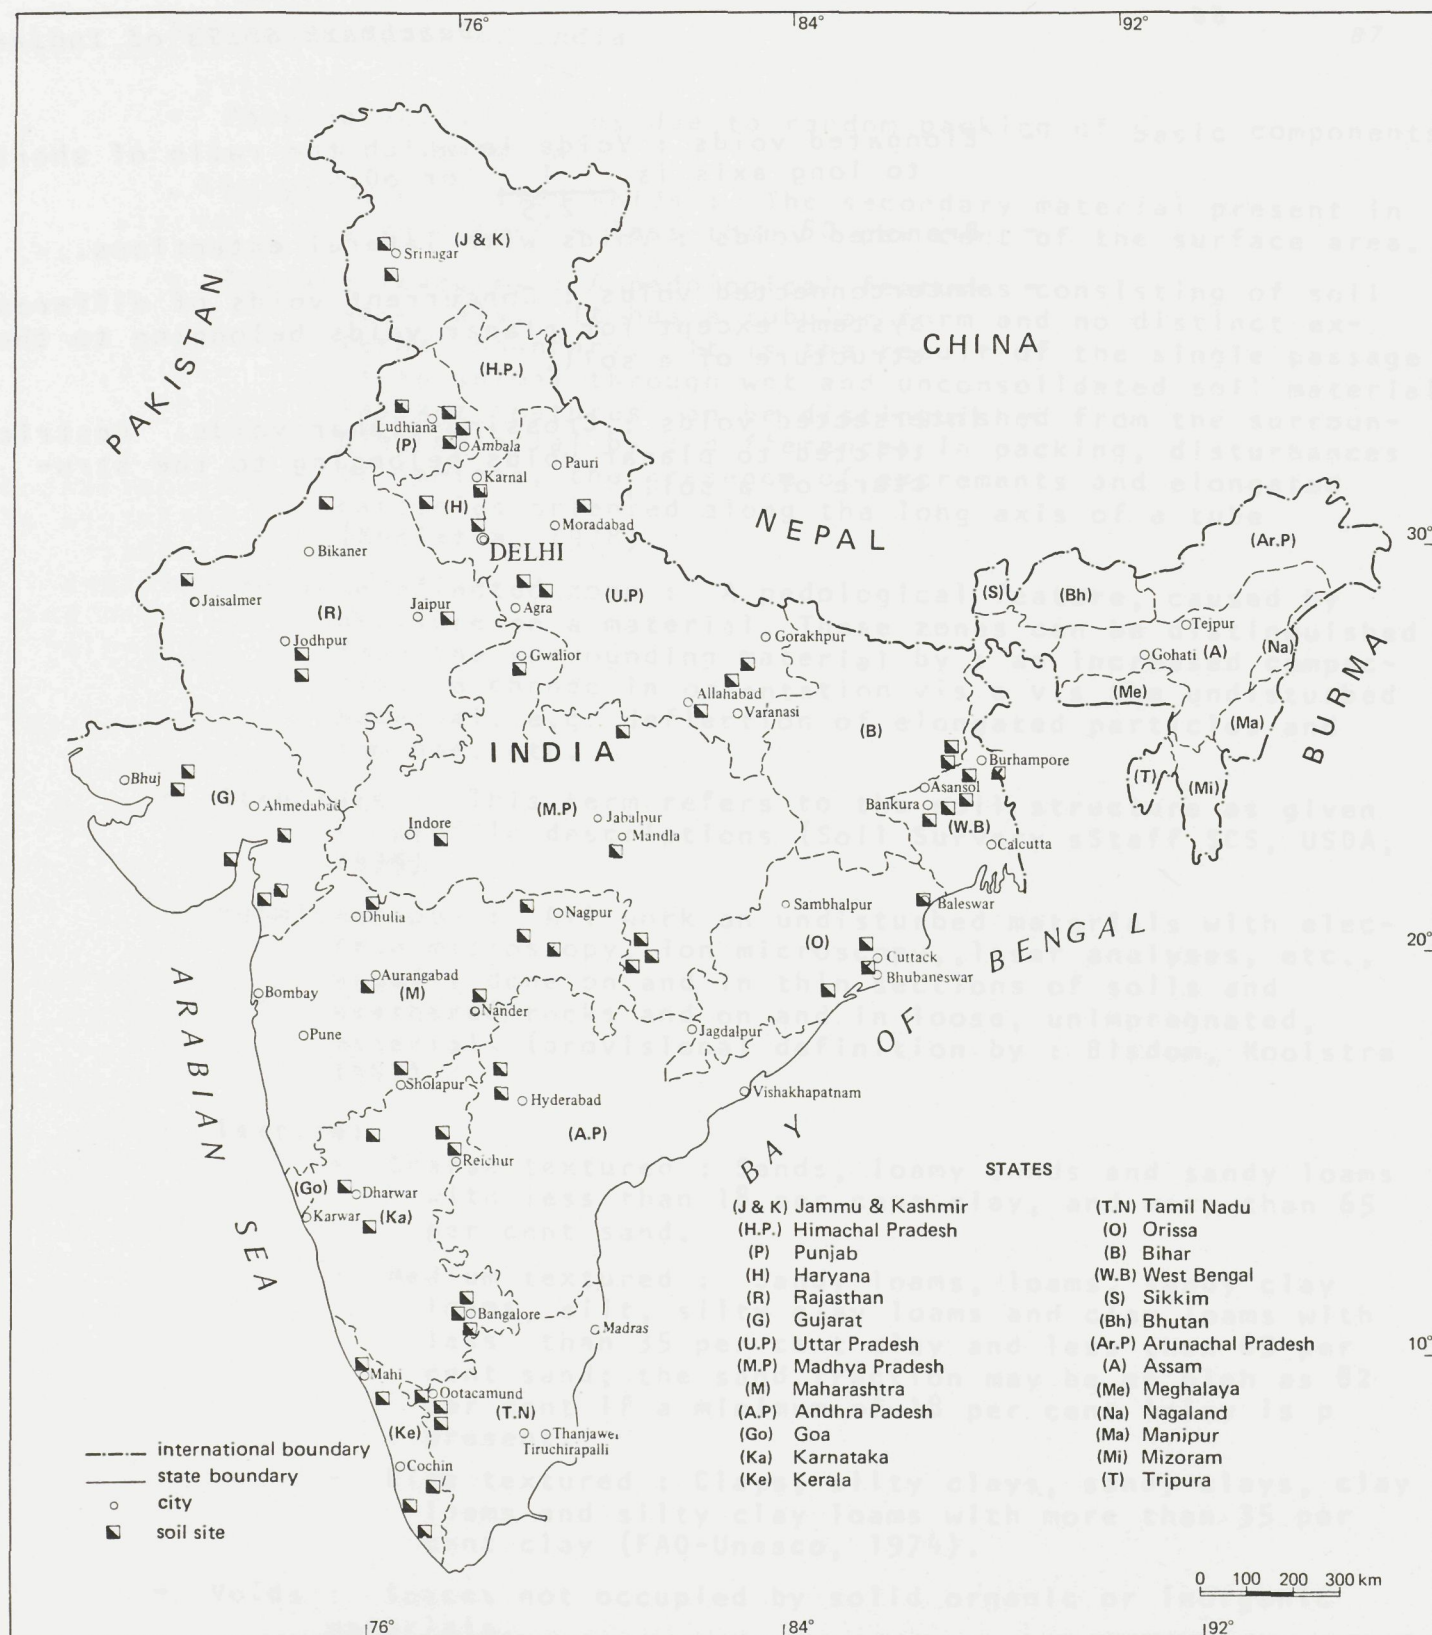 76°
84°
92°
(J & K)
Srinagar
PAKISTAN
CHINA
(H.P.)
Ludhiana
(P)
Ambala
Karnal
Pauri
(H)
Moradabad
NEPAL
DELHI
Bikaner
30°
(Ar.P)
(S)
(Bh)
Jaisalmer
(R)
Jaipur
Agra
(U.P)
Tejpur
Jodhpur
Gorakhpur
Gohati
(A)
(Na)
Gwalior
(Me)
BURMA
Allahabad
Varanasi
(B)
(Ma)
INDIA
Bhuj
Burhampore
(T)
(Mi)
(G)
Ahmedabad
(M.P)
Asansol
Bankura
(W.B)
Indore
Jabalpur
Mandla
Calcutta
Dhulia
Nagpur
Sambhalpur
Baleswar
(O)
20°
Cuttack
Bhubaneswar
BAY OF BENGAL
ARABIAN SEA
Aurangabad
(M)
Bombay
Nander
Pune
Jagdalpur
Sholapur
Hyderabad
Vishakhapatnam
(A.P)
Reichur
(Go)
Dharwar
Karwar
(Ka)
Bangalore
Madras
10°
Mahi
Ootacamund
(T.N)
(Ke)
Thanjawer
Tiruchirapalli
Cochin
STATES
(J & K) Jammu & Kashmir
(H.P.) Himachal Pradesh
(P) Punjab
(H) Haryana
(R) Rajasthan
(G) Gujarat
(U.P) Uttar Pradesh
(M.P) Madhya Pradesh
(M) Maharashtra
(A.P) Andhra Padesh
(Go) Goa
(Ka) Karnataka
(Ke) Kerala
(T.N) Tamil Nadu
(O) Orissa
(B) Bihar
(W.B) West Bengal
(S) Sikkim
(Bh) Bhutan
(Ar.P) Arunachal Pradesh
(A) Assam
(Me) Meghalaya
(Na) Nagaland
(Ma) Manipur
(Mi) Mizoram
(T) Tripura
international boundary
state boundary
city
soil site
0 100 200 300 km
76°
84°
92°